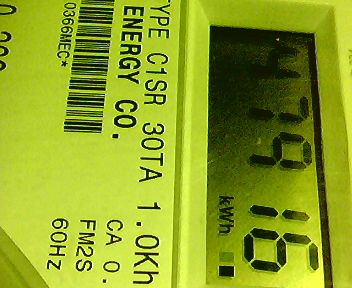 47916
kWh
TYPE C1SR 30TA 1.0Kh
ENERGY CO.
CA 0.
FM2S
60Hz
0366MEC*